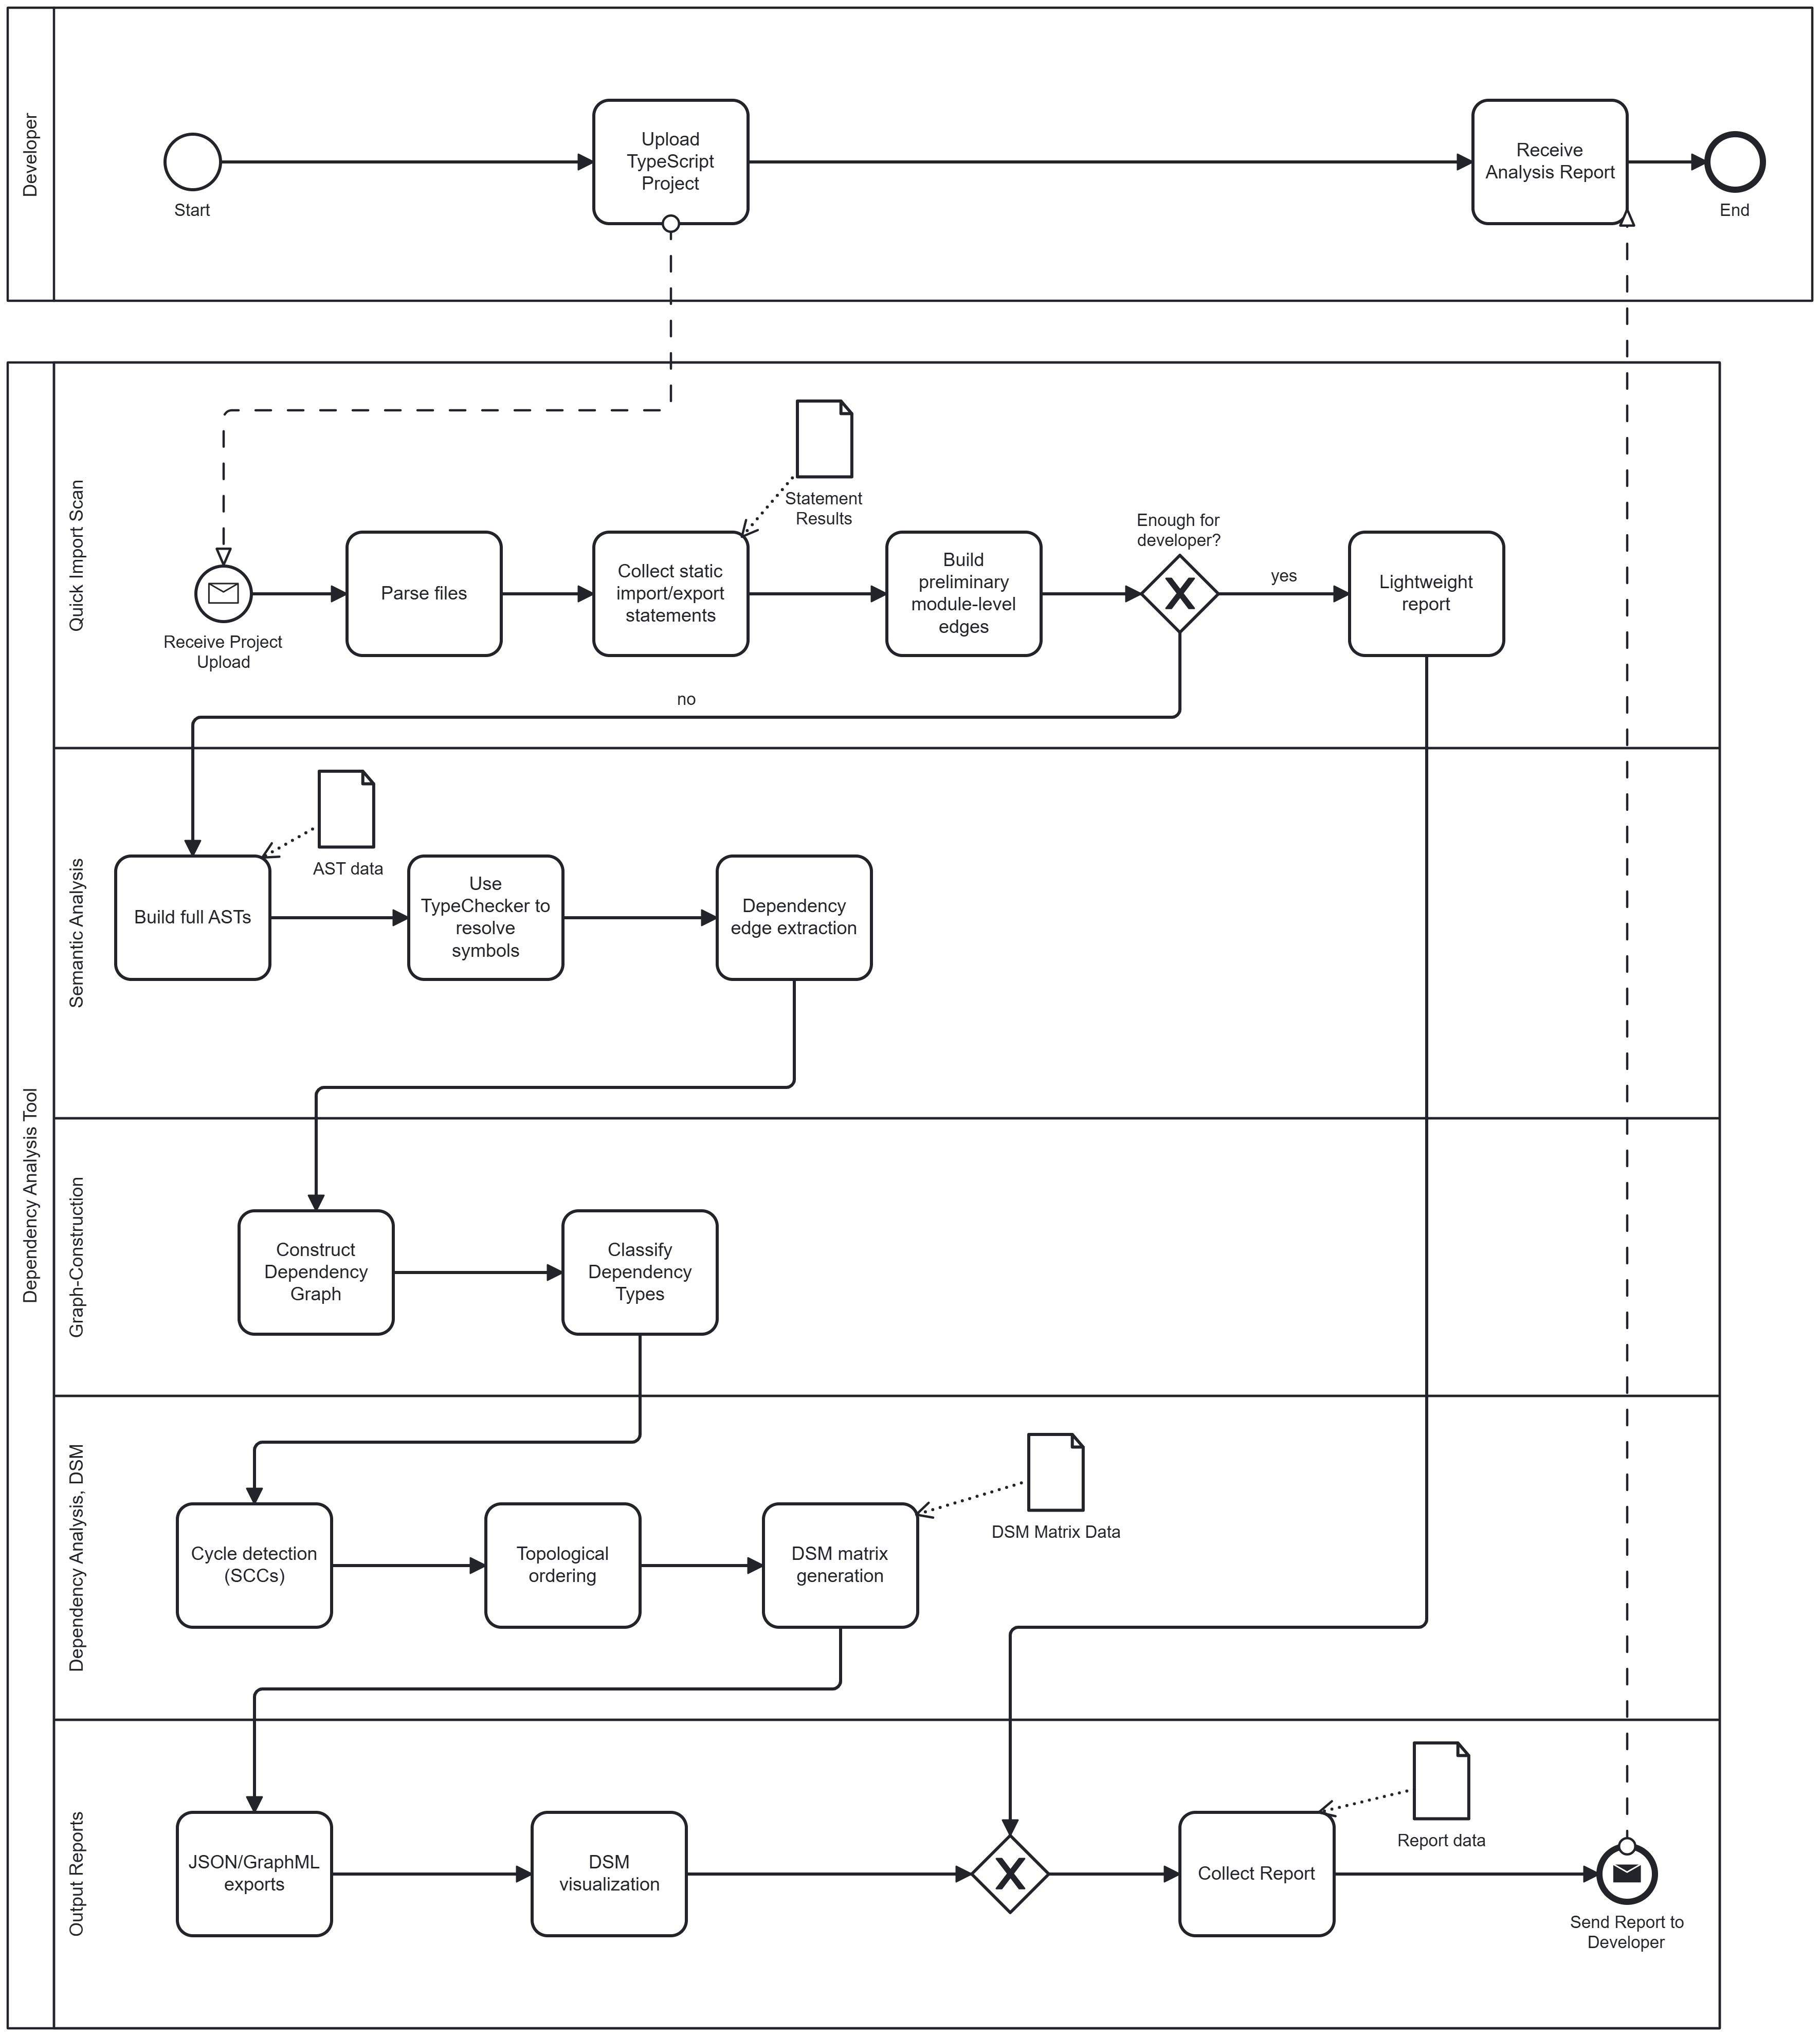 Developer
Upload
TypeScript
Project
Receive
Analysis Report
Start
End
Dependency Analysis Tool
Quick Import Scan
Statement
Results
Enough for
developer?
Receive Project
Upload
Parse files
Collect static
import/export
statements
Build
preliminary
module-level
edges
yes
Lightweight
report
no
Semantic Analysis
AST data
Build full ASTs
Use
TypeChecker to
resolve
symbols
Dependency
edge extraction
Graph-Construction
Construct
Dependency
Graph
Classify
Dependency
Types
Dependency Analysis, DSM
DSM Matrix Data
Cycle detection
(SCCs)
Topological
ordering
DSM matrix
generation
Output Reports
Report data
JSON/GraphML
exports
DSM
visualization
Collect Report
Send Report to
Developer